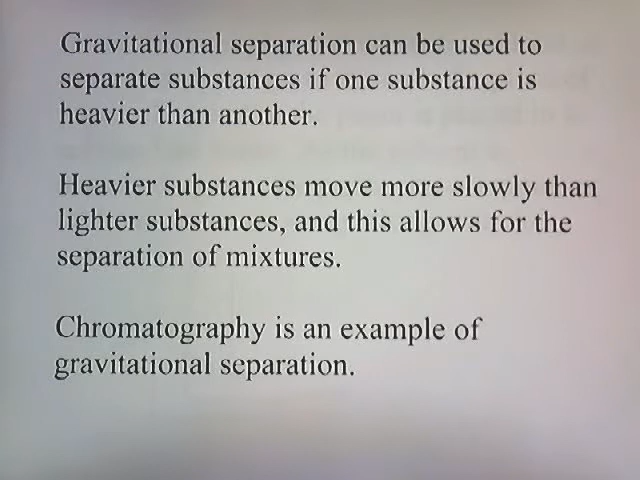 Gravitational separation can be used to
separate substances if one substance is
heavier than another.
Heavier substances move more slowly than
lighter substances, and this allows for the
separation of mixtures.
Chromatography is an example of
gravitational separation.